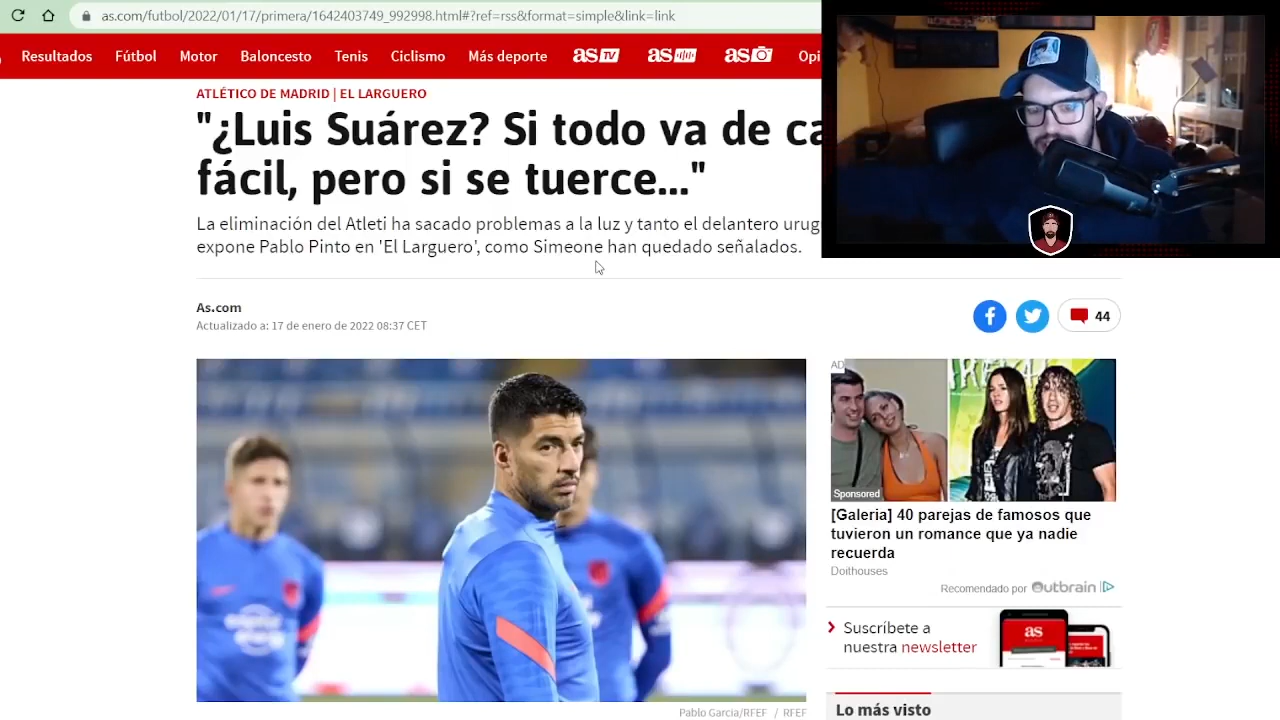 as.com/futbol/2022/01/17/primera/1642403749_992998.html#?ref=rss&format=simple&link=link
Resultados Fútbol Motor Baloncesto Tenis Ciclismo Más deporte as TV as as Opi
ATLÉTICO DE MADRID | EL LARGUERO
"¿Luis Suárez? Si todo va de ca
fácil, pero si se tuerce..."
La eliminación del Atleti ha sacado problemas a la luz y tanto el delantero urug
expone Pablo Pinto en 'El Larguero', como Simeone han quedado señalados.
As.com
Actualizado a: 17 de enero de 2022 08:37 CET
44
AD
Sponsored
[Galeria] 40 parejas de famosos que
tuvieron un romance que ya nadie
recuerda
Doithouses
Recomendado por Outbrain
Suscríbete a
nuestra newsletter
as
Lo más visto
Pablo Garcia/RFEF / RFEF